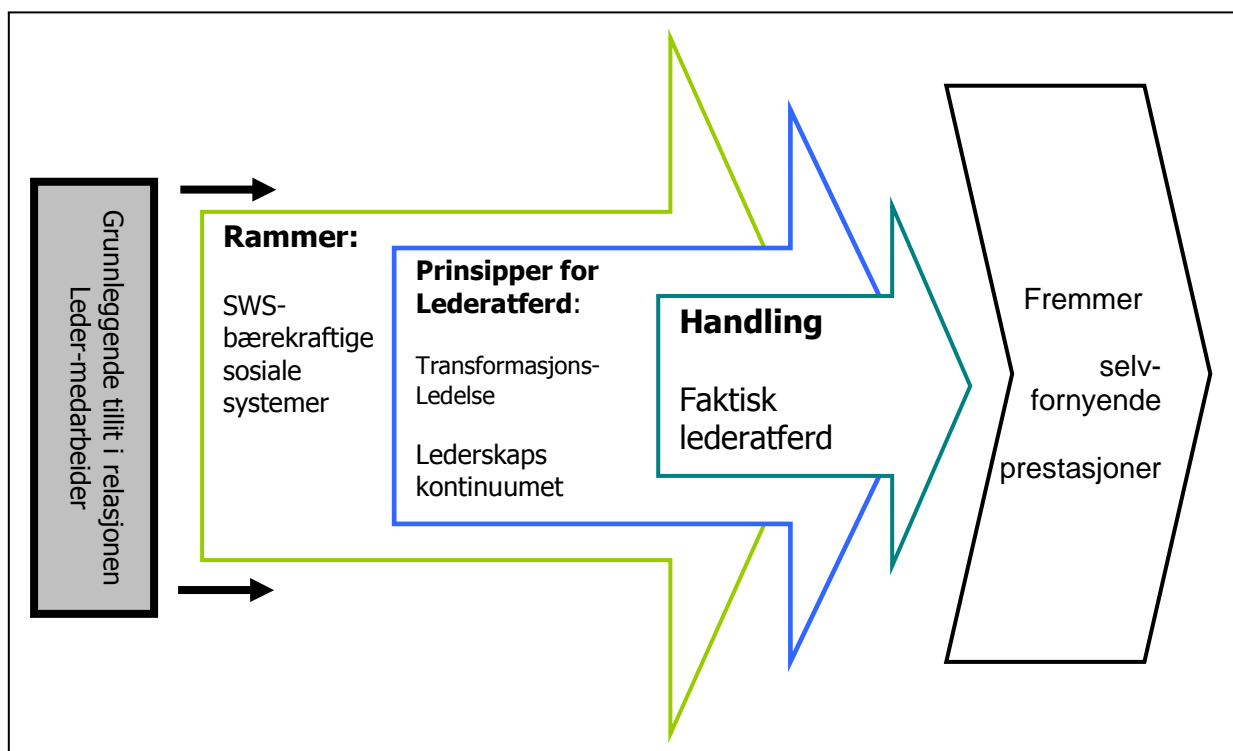 Grunnleggende tillit i relasjonen
Leder-medarbeider
Rammer:
SWS-
bærekraftige
sosiale
systemer
Prinsipper for
Lederatferd:
Transformasjons-
Ledelse
Lederskaps
kontinuumet
Handling
Faktisk
lederatferd
Fremmer
selv-
fornyende
prestasjoner